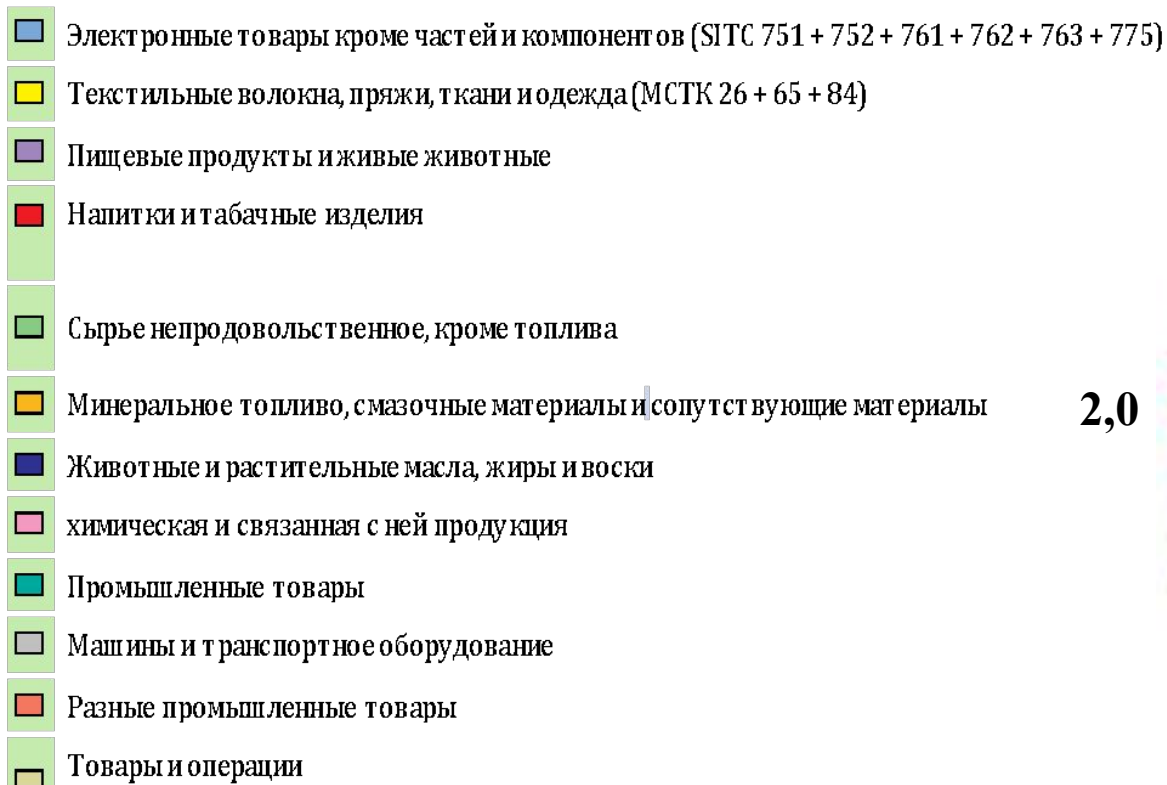 Электронные товары кроме частей и компонентов (SITC 751 + 752 + 761 + 762 + 763 + 775)
Текстильные волокна, пряжи, ткани и одежда (МСТК 26 + 65 + 84)
Пищевые продукты и живые животные
Напитки и табачные изделия
Сырье непродовольственное, кроме топлива
Минеральное топливо, смазочные материалы и сопутствующие материалы 2,0
Животные и растительные масла, жиры и воски
химическая и связанная с ней продукция
Промышленные товары
Машины и транспортное оборудование
Разные промышленные товары
Товары и операции